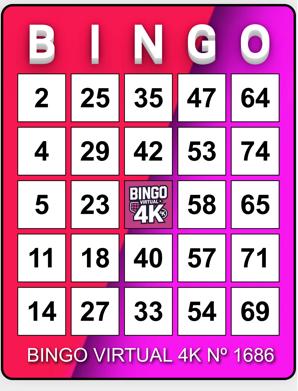 B I N G O
2 25 35 47 64
4 29 42 53 74
5 23 BINGO VIRTUAL 4K 58 65
11 18 40 57 71
14 27 33 54 69
BINGO VIRTUAL 4K Nº 1686